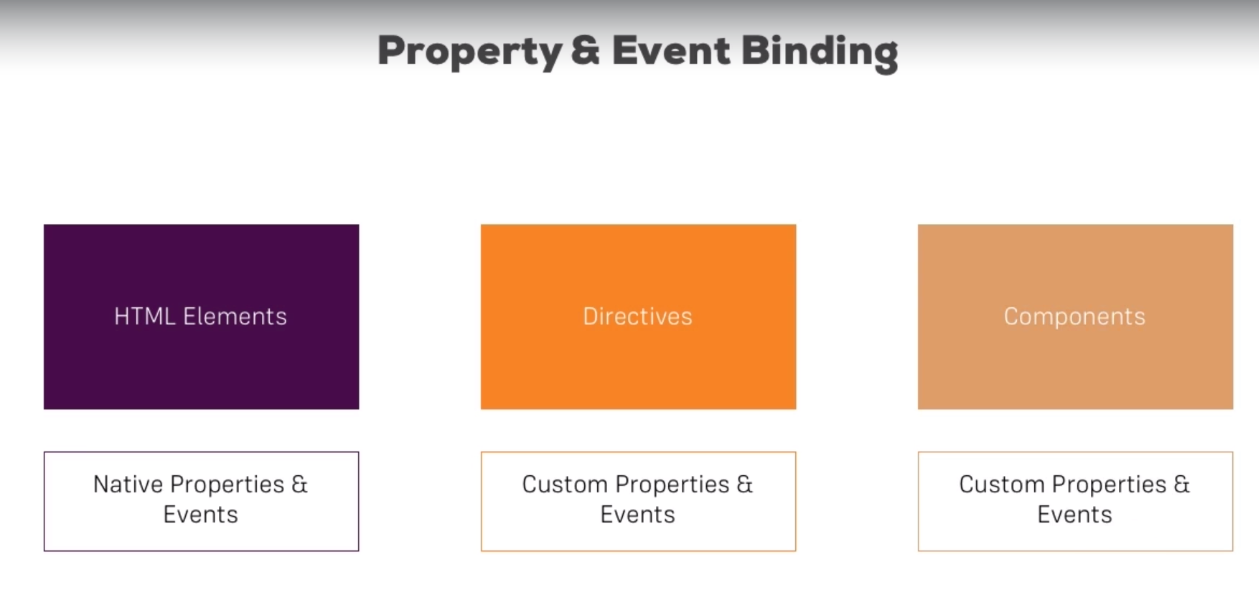 Property & Event Binding
HTML Elements
Directives
Components
Native Properties &
Events
Custom Properties &
Events
Custom Properties &
Events